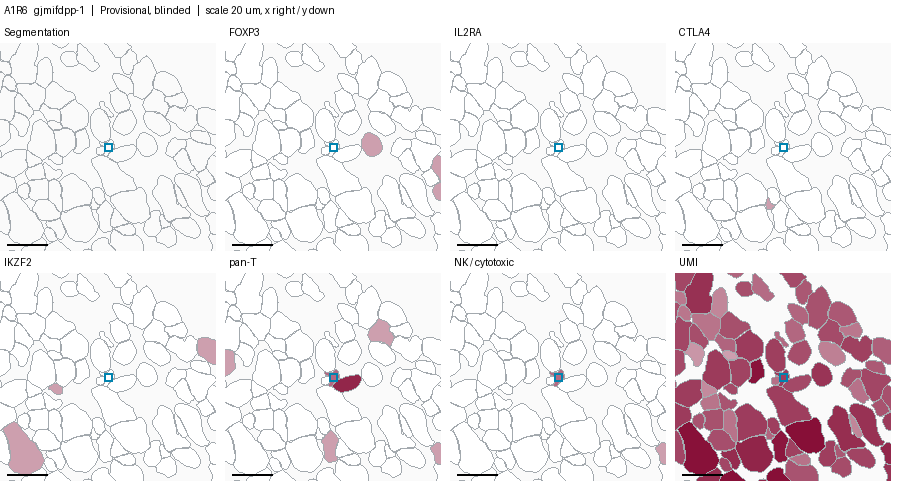 A1R6 gjmifdpp-1 | Provisional, blinded | scale 20 um, x right / y down
Segmentation FOXP3 IL2RA CTLA4
IKZF2 pan-T NK / cytotoxic UMI